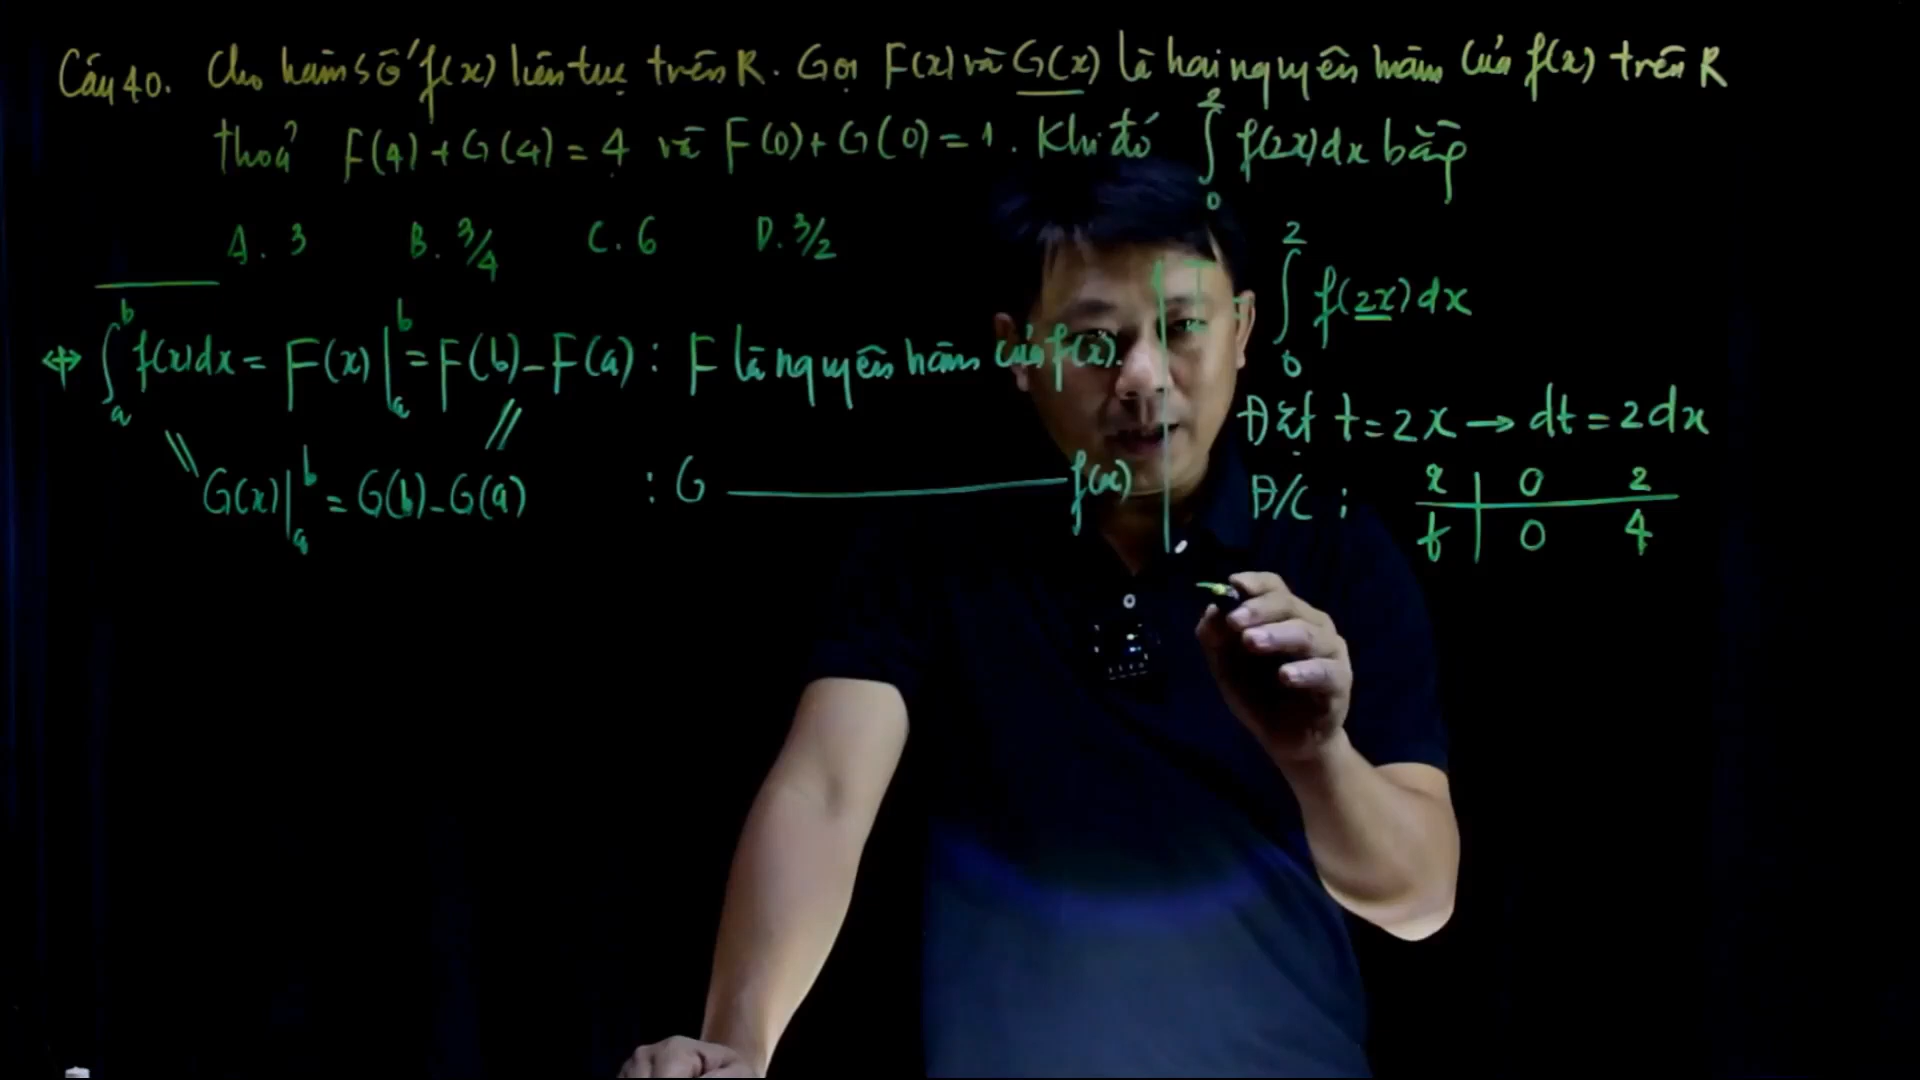 Câu 40. Cho hàm số f(x) liên tục trên R. Gọi F(x) và G(x) là hai nguyên hàm của f(x) trên R
thoả F(4) + G(4) = 4 và F(0) + G(0) = 1. Khi đó ∫₀² f(2x)dx bằng
A. 3 B. 3/4 C. 6 D. 3/2
∫ₐᵇ f(x)dx = F(x)|ₐᵇ = F(b) - F(a) : F là nguyên hàm của f(x).
G(x)|ₐᵇ = G(b) - G(a) : G ——— f(x)
I = ∫₀² f(2x)dx
Đặt t = 2x → dt = 2dx
Đ/C : x | 0 2
t | 0 4